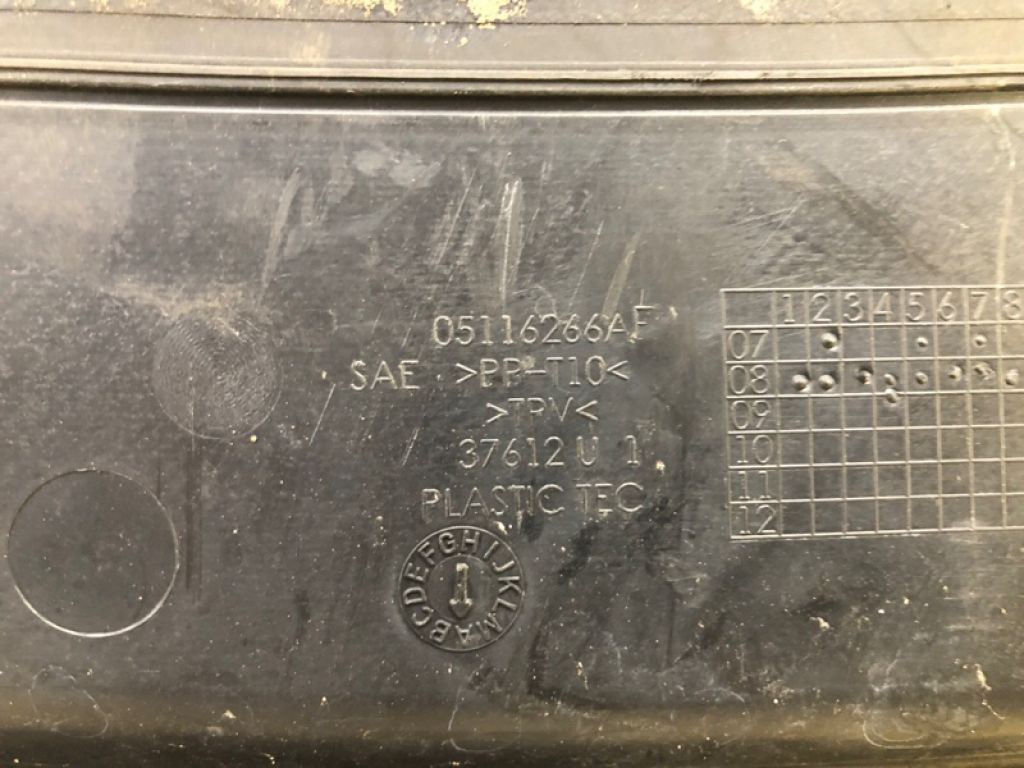 05116266AF
SAE >PP-T10<
>TPV<
37612 U 1
PLASTIC TEC
ABCDEFGHIJKLM
1 2 3 4 5 6 7 8
07
08
09
10
11
12